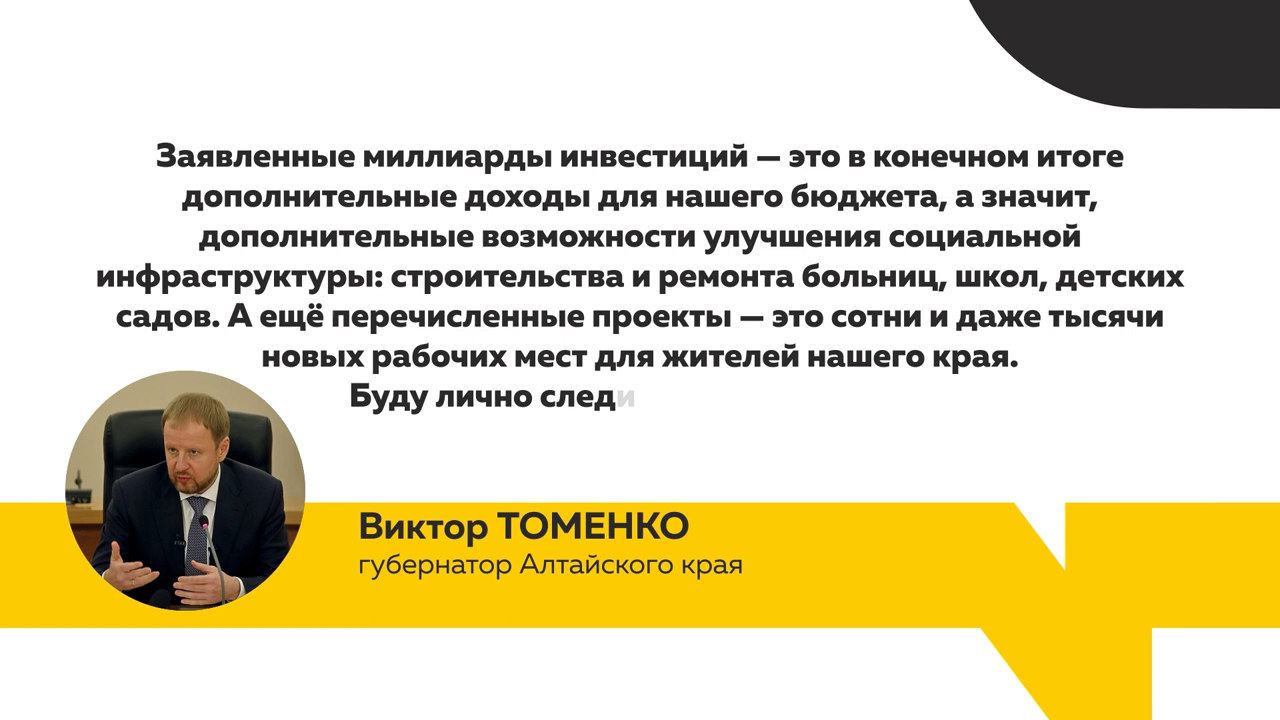 Заявленные миллиарды инвестиций — это в конечном итоге
дополнительные доходы для нашего бюджета, а значит,
дополнительные возможности улучшения социальной
инфраструктуры: строительства и ремонта больниц, школ, детских
садов. А ещё перечисленные проекты — это сотни и даже тысячи
новых рабочих мест для жителей нашего края.
Буду лично следи
Виктор ТОМЕНКО
губернатор Алтайского края